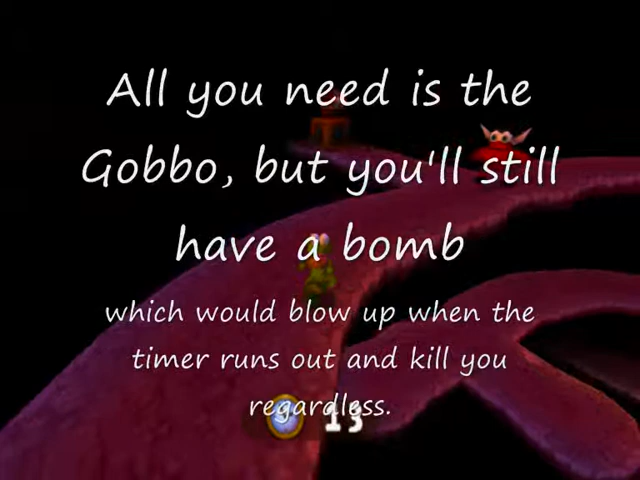 All you need is the
Gobbo, but you'll still
have a bomb
which would blow up when the
timer runs out and kill you
regardless.
13